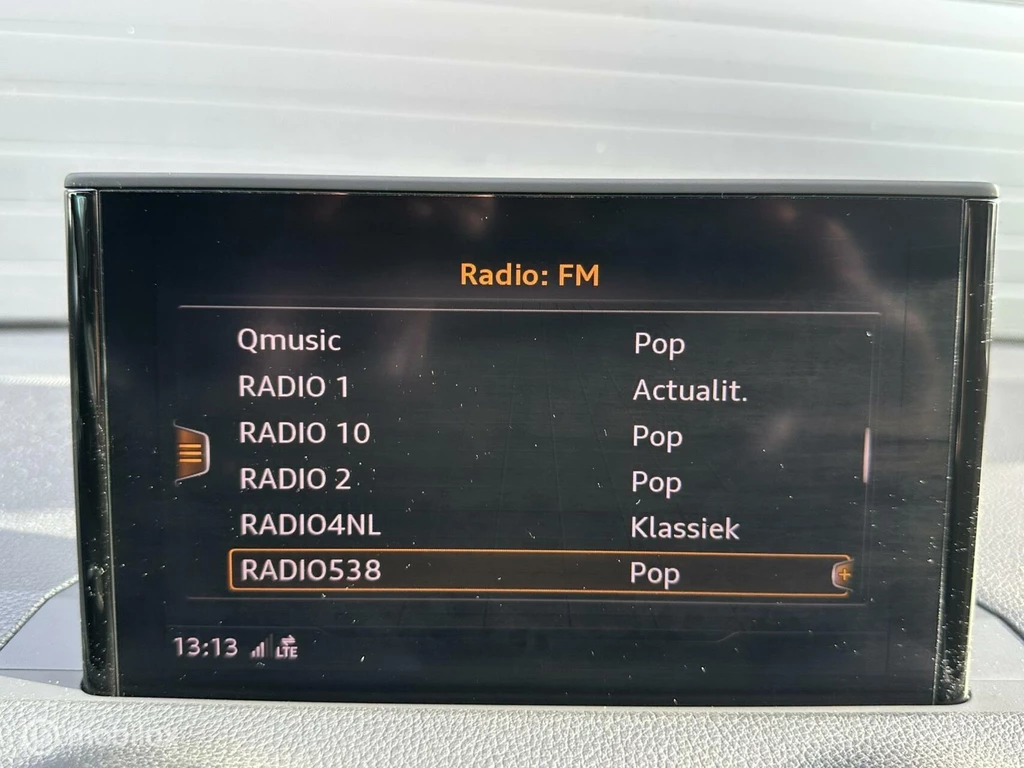 Radio: FM
Qmusic Pop
RADIO 1 Actualit.
RADIO 10 Pop
RADIO 2 Pop
RADIO4NL Klassiek
RADIO538 Pop
13:13 LTE